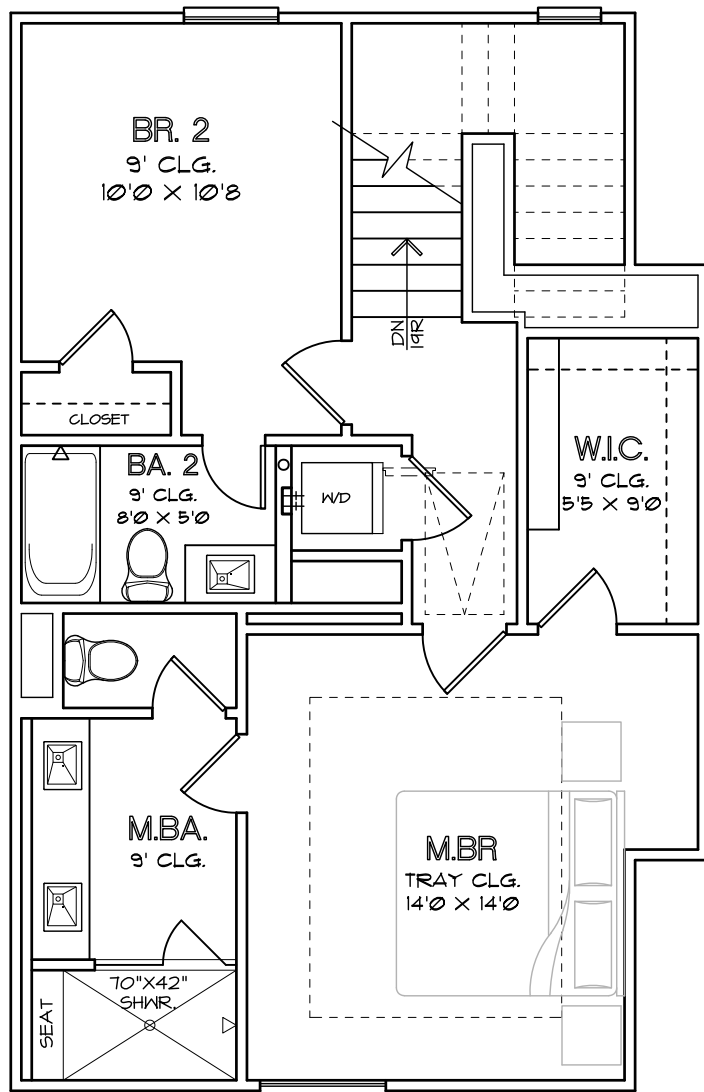 BR. 2
9' CLG.
10'0 X 10'8
DN
19R
CLOSET
BA. 2
9' CLG.
8'0 X 5'0
W/D
W.I.C.
9' CLG.
5'5 X 9'0
M.BA.
9' CLG.
M.BR
TRAY CLG.
14'0 X 14'0
70"X42"
SHWR.
SEAT